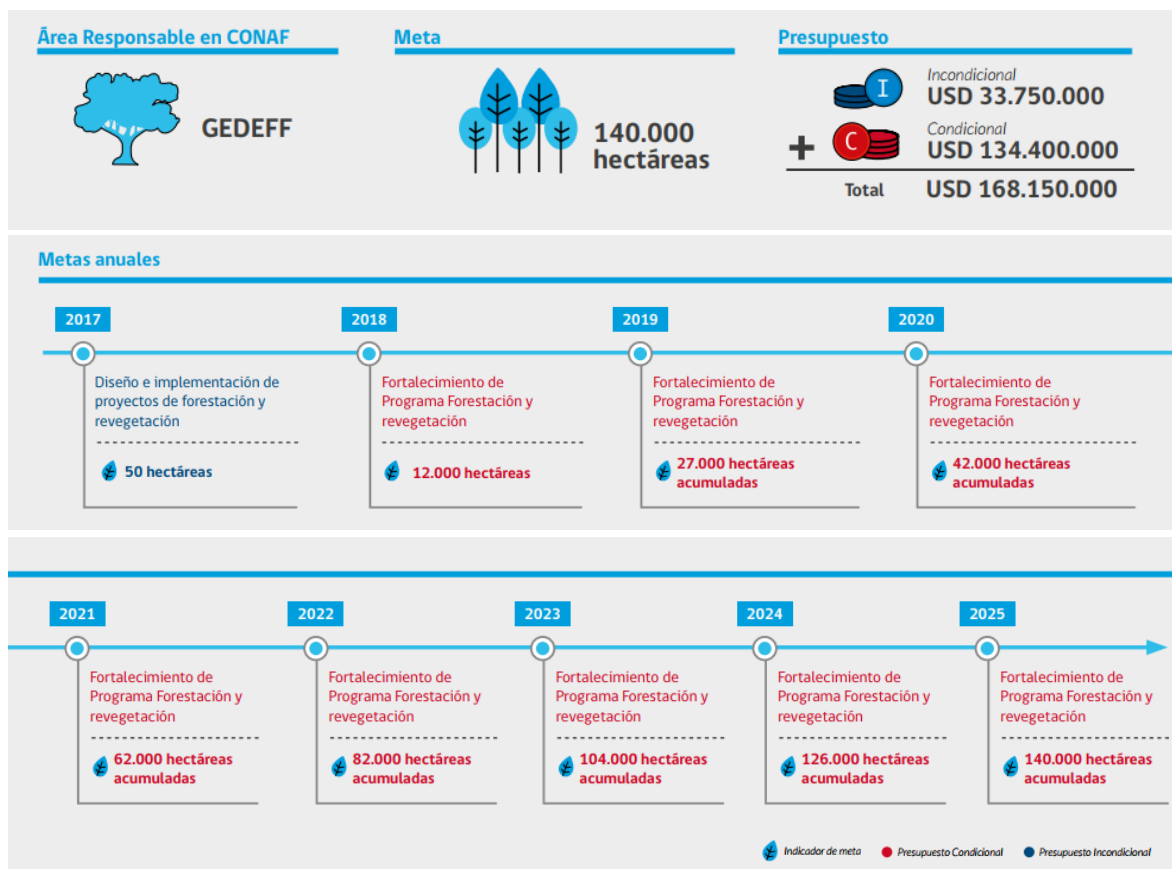 Área Responsable en CONAF
GEDEFF
Meta
140.000
hectáreas
Presupuesto
I
Incondicional
USD 33.750.000
+
C
Condicional
USD 134.400.000
Total
USD 168.150.000
Metas anuales
2017
Diseño e implementación de
proyectos de forestación y
revegetación
50 hectáreas
2018
Fortalecimiento de
Programa Forestación y
revegetación
12.000 hectáreas
2019
Fortalecimiento de
Programa Forestación y
revegetación
27.000 hectáreas
acumuladas
2020
Fortalecimiento de
Programa Forestación y
revegetación
42.000 hectáreas
acumuladas
2021
Fortalecimiento de
Programa Forestación y
revegetación
62.000 hectáreas
acumuladas
2022
Fortalecimiento de
Programa Forestación y
revegetación
82.000 hectáreas
acumuladas
2023
Fortalecimiento de
Programa Forestación y
revegetación
104.000 hectáreas
acumuladas
2024
Fortalecimiento de
Programa Forestación y
revegetación
126.000 hectáreas
acumuladas
2025
Fortalecimiento de
Programa Forestación y
revegetación
140.000 hectáreas
acumuladas
Indicador de meta
Presupuesto Condicional
Presupuesto Incondicional